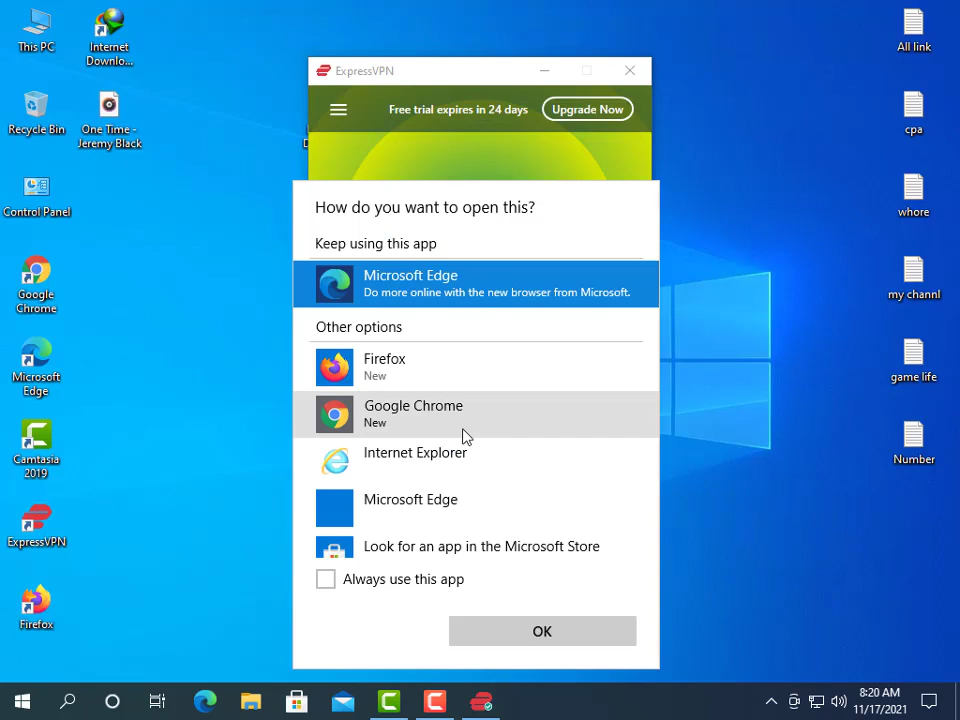 This PC
Internet
Downlo...
Recycle Bin
One Time -
Jeremy Black
Control Panel
Google
Chrome
Microsoft
Edge
Camtasia
2019
ExpressVPN
Firefox
ExpressVPN
Free trial expires in 24 days
Upgrade Now
How do you want to open this?
Keep using this app
Microsoft Edge
Do more online with the new browser from Microsoft.
Other options
Firefox
New
Google Chrome
New
Internet Explorer
Microsoft Edge
Look for an app in the Microsoft Store
Always use this app
OK
All link
cpa
whore
my channl
game life
Number
8:20 AM
11/17/2021